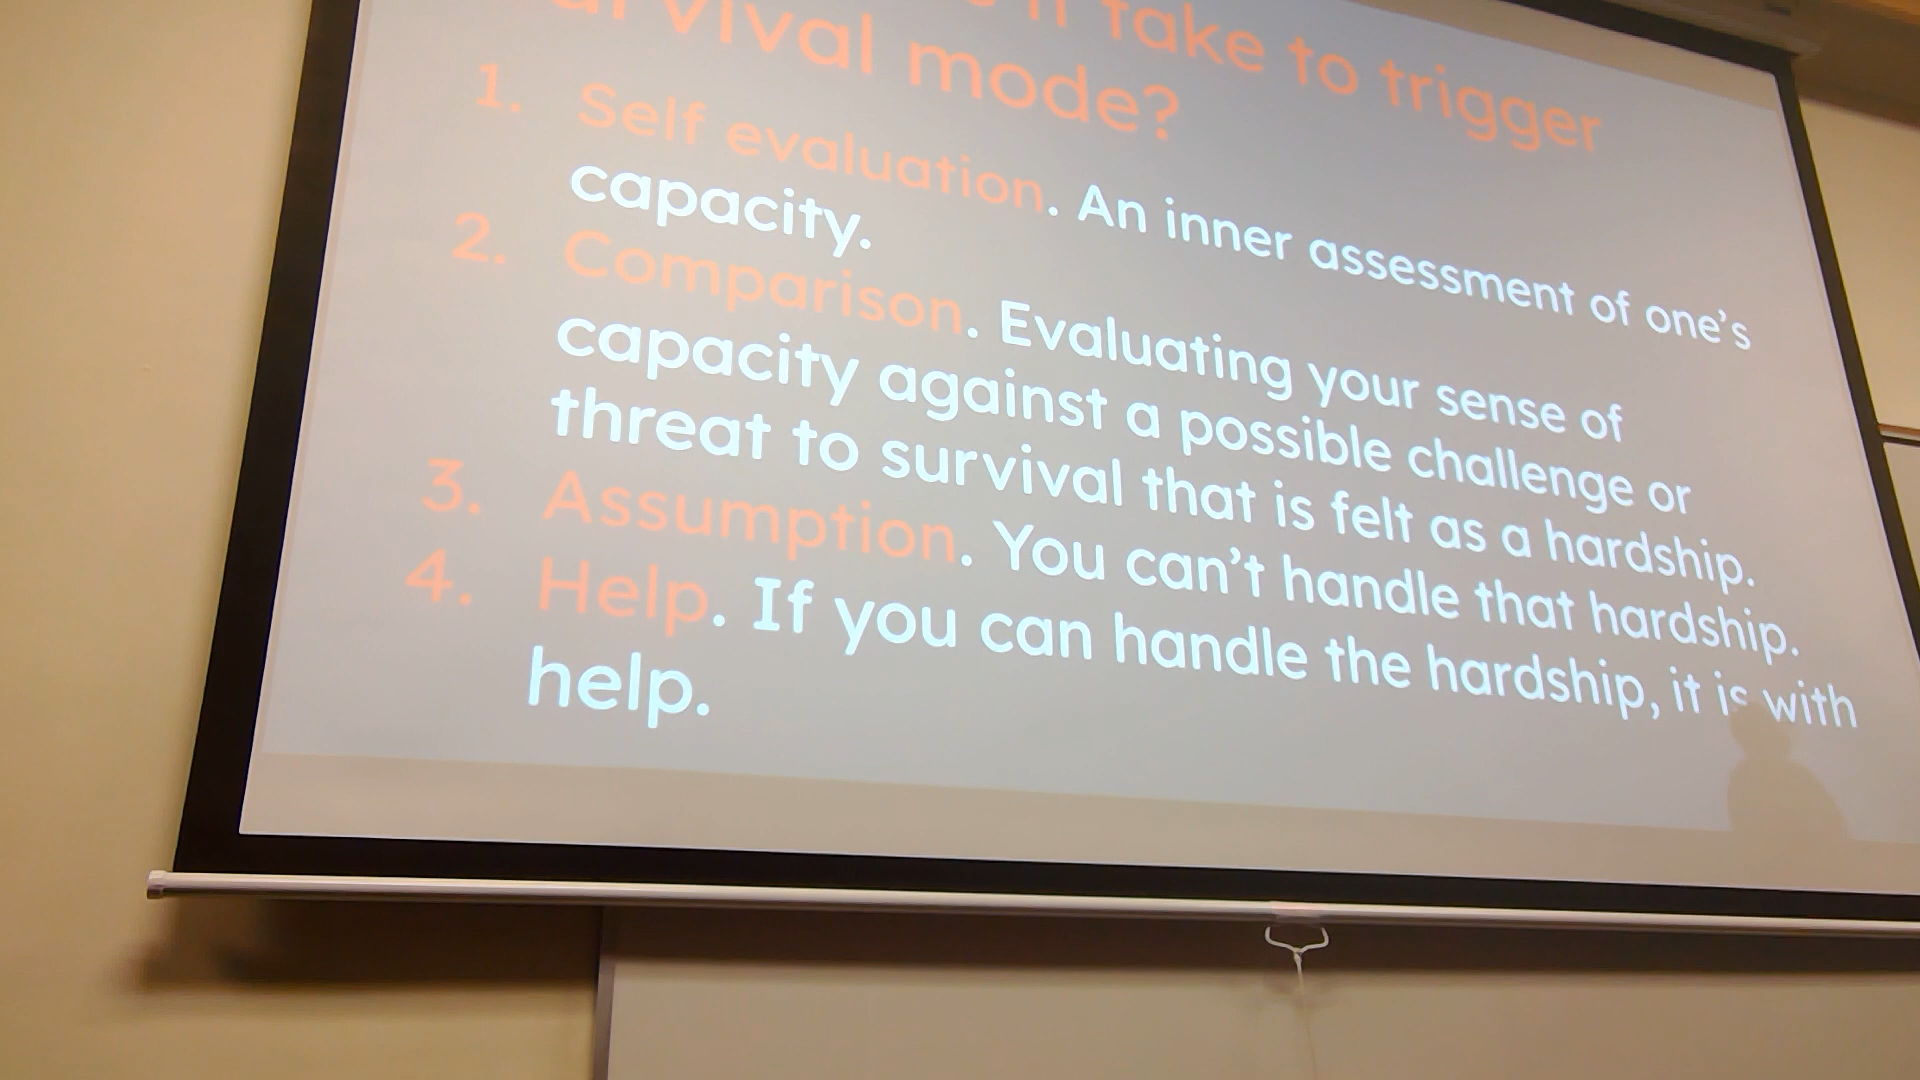 take to trigger
mode?
1. Self evaluation. An inner assessment of one's
capacity.
2. Comparison. Evaluating your sense of
capacity against a possible challenge or
threat to survival that is felt as a hardship.
3. Assumption. You can't handle that hardship.
4. Help. If you can handle the hardship, it is with
help.